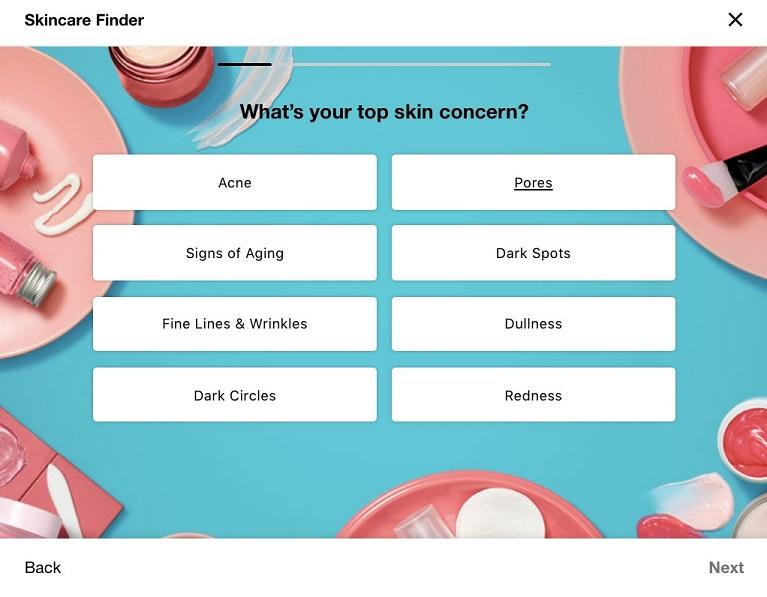 Skincare Finder
What's your top skin concern?
Acne
Pores
Signs of Aging
Dark Spots
Fine Lines & Wrinkles
Dullness
Dark Circles
Redness
Back
Next